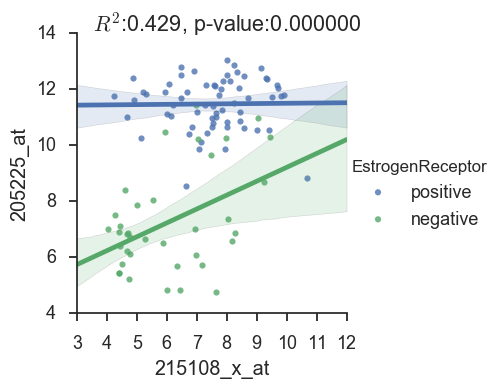 R²:0.429, p-value:0.000000
14
12
10
8
6
4
205225_at
3 4 5 6 7 8 9 10 11 12
215108_x_at
EstrogenReceptor
positive
negative